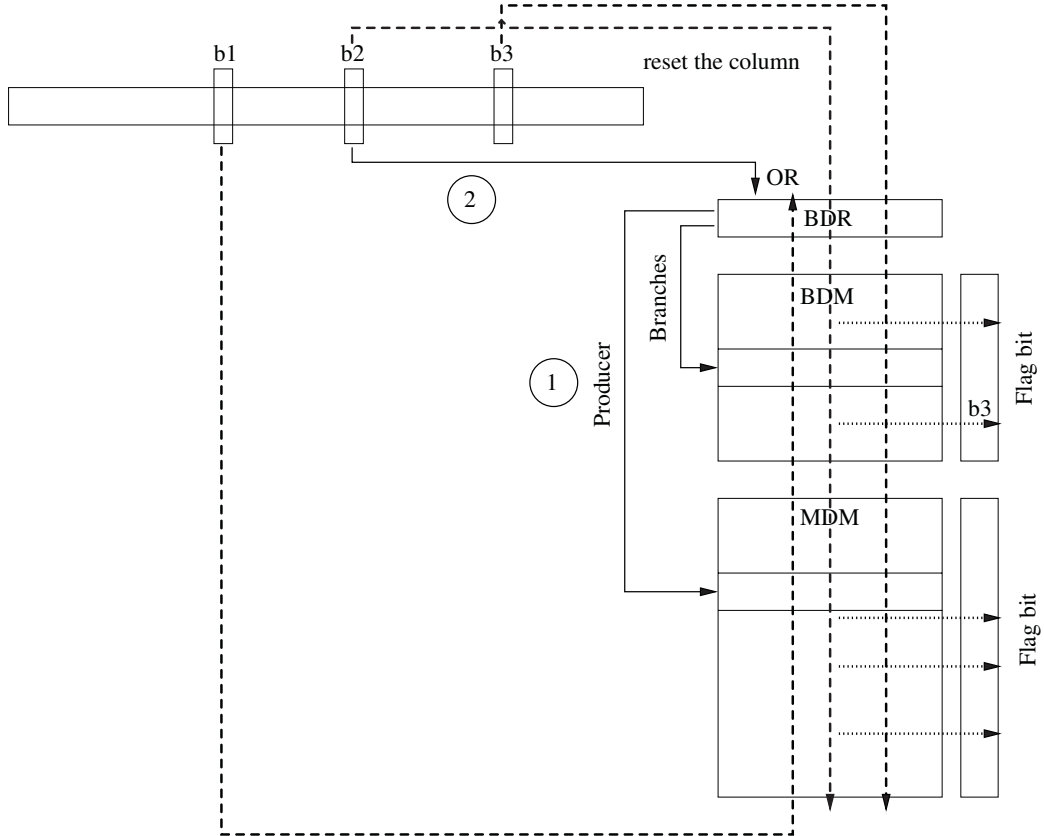 b1
b2
b3
reset the column
2
OR
BDR
Branches
BDM
Flag bit
Producer
1
b3
MDM
Flag bit